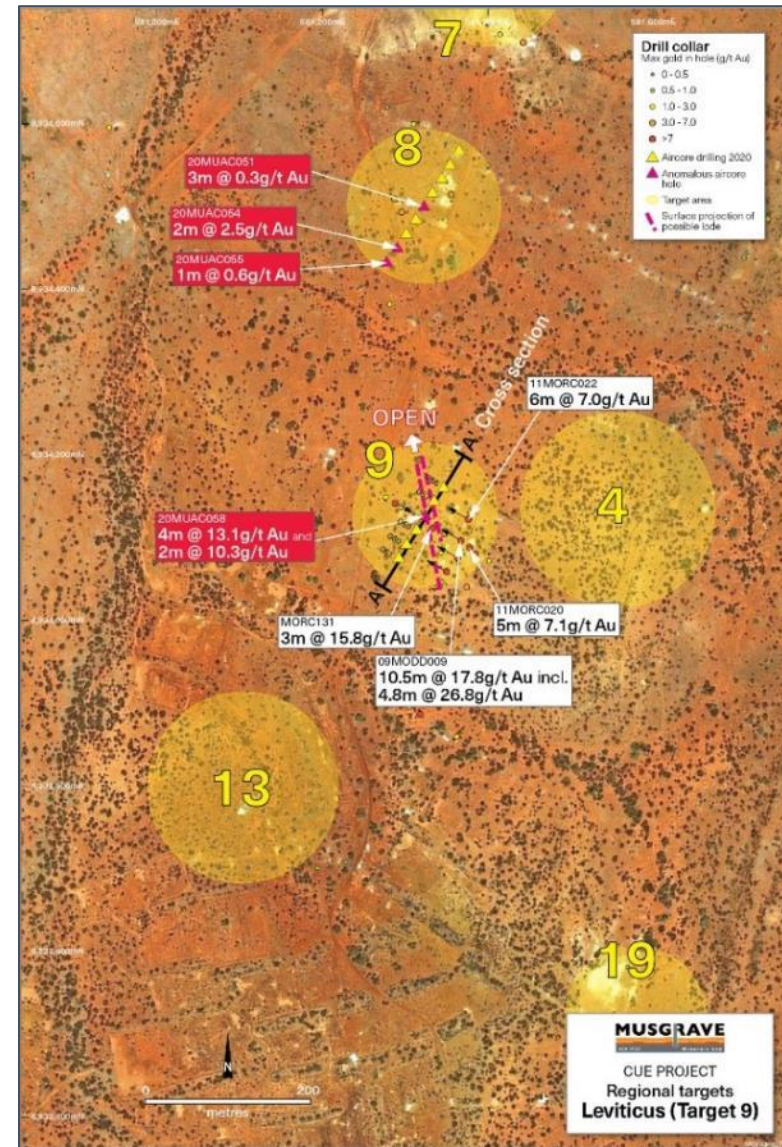 7
Drill collar
Max gold in hole (g/t Au)
0 - 0.5
0.5 - 1.0
1.0 - 3.0
3.0 - 7.0
>7
Aircore drilling 2020
Anomalous aircore
hole
Target area
Surface projection of
possible lode
8
20MUAC051
3m @ 0.3g/t Au
20MUAC054
2m @ 2.5g/t Au
20MUAC055
1m @ 0.6g/t Au
Cross section
A'
11MORC022
6m @ 7.0g/t Au
OPEN
9
4
20MUAC058
4m @ 13.1g/t Au and
2m @ 10.3g/t Au
A
MORC131
3m @ 15.8g/t Au
11MORC020
5m @ 7.1g/t Au
09MODD009
10.5m @ 17.8g/t Au incl.
4.8m @ 26.8g/t Au
13
19
N
0 200
metres
MUSGRAVE
Minerals Ltd
CUE PROJECT
Regional targets
Leviticus (Target 9)